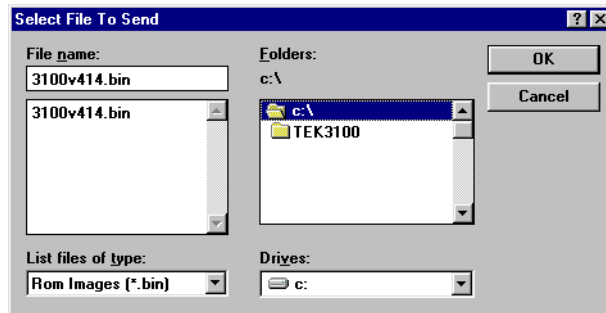 Select File To Send
File name:
3100v414.bin
3100v414.bin
List files of type:
Rom Images (*.bin)
Folders:
c:\
c:\
TEK3100
Drives:
c:
OK
Cancel